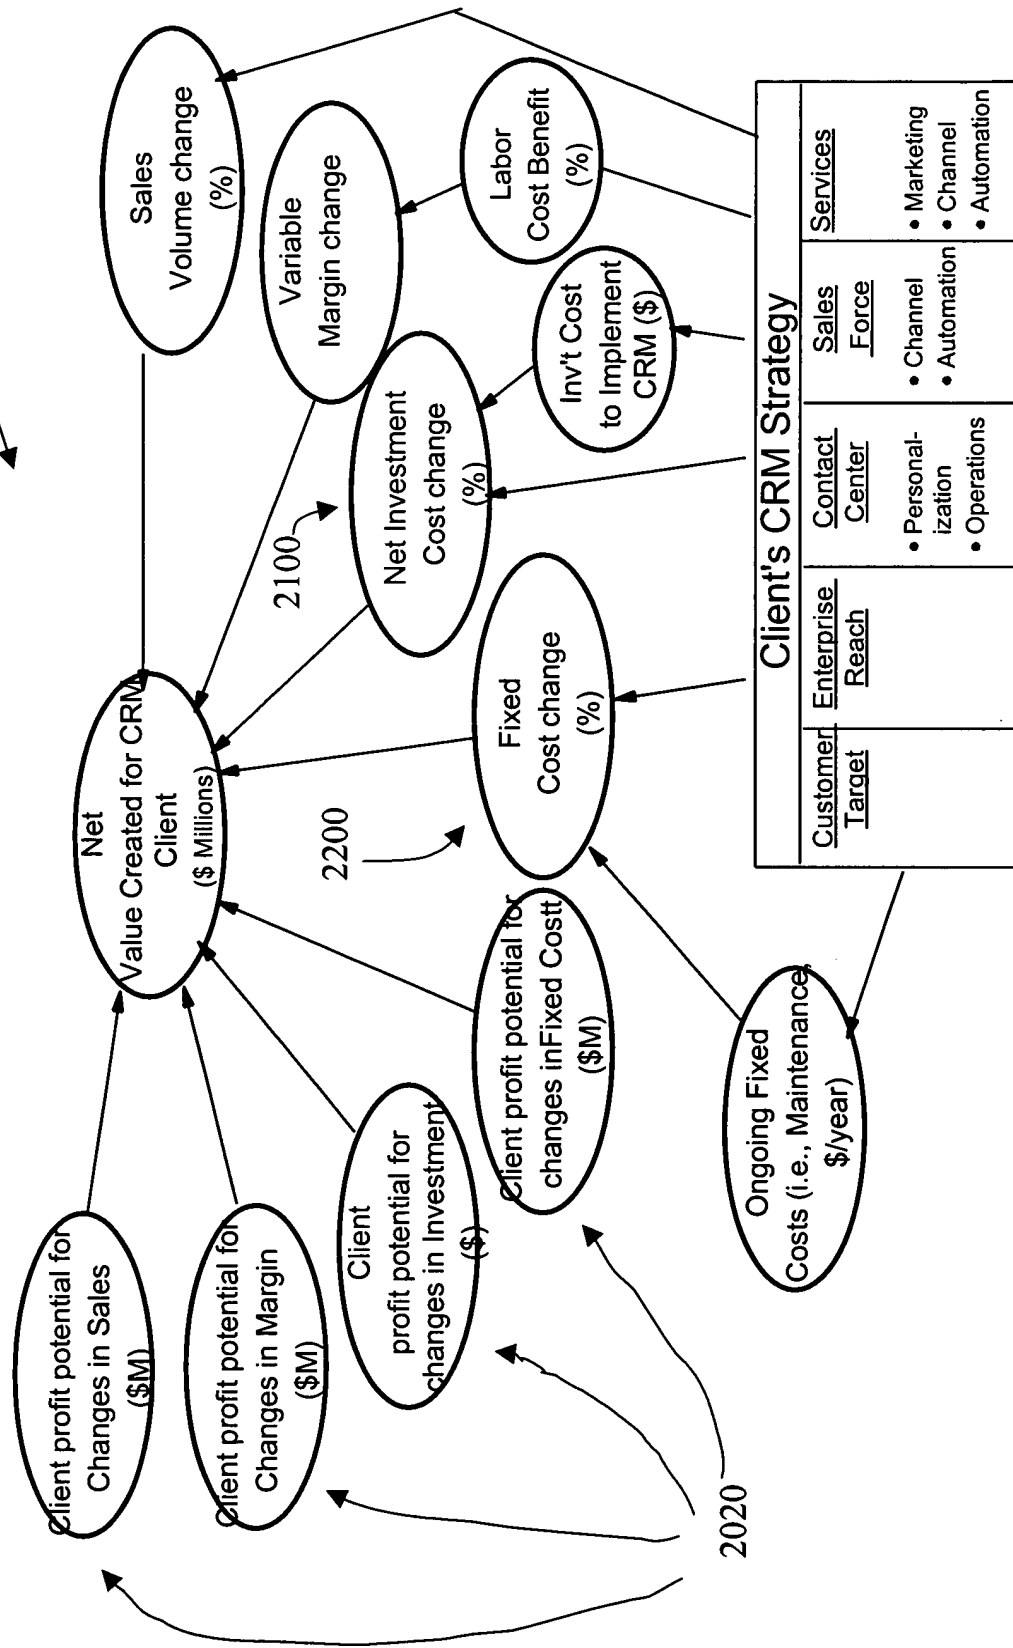 Net
Value Created for CRM
Client
($ Millions)
Client profit potential for
Changes in Sales
($M)
Client profit potential for
Changes in Margin
($M)
Client
profit potential for
changes in Investment
($)
Client profit potential for
changes inFixed Costt
($M)
2020
2200
2100
Sales
Volume change
(%)
Variable
Margin change
Net Investment
Cost change
(%)
Fixed
Cost change
(%)
Labor
Cost Benefit
(%)
Inv't Cost
to Implement
CRM ($)
Ongoing Fixed
Costs (i.e., Maintenance,
$/year)
Client's CRM Strategy
Customer
Target
Enterprise
Reach
Contact
Center
• Personal-
ization
• Operations
Sales
Force
• Channel
• Automation
Services
• Marketing
• Channel
• Automation